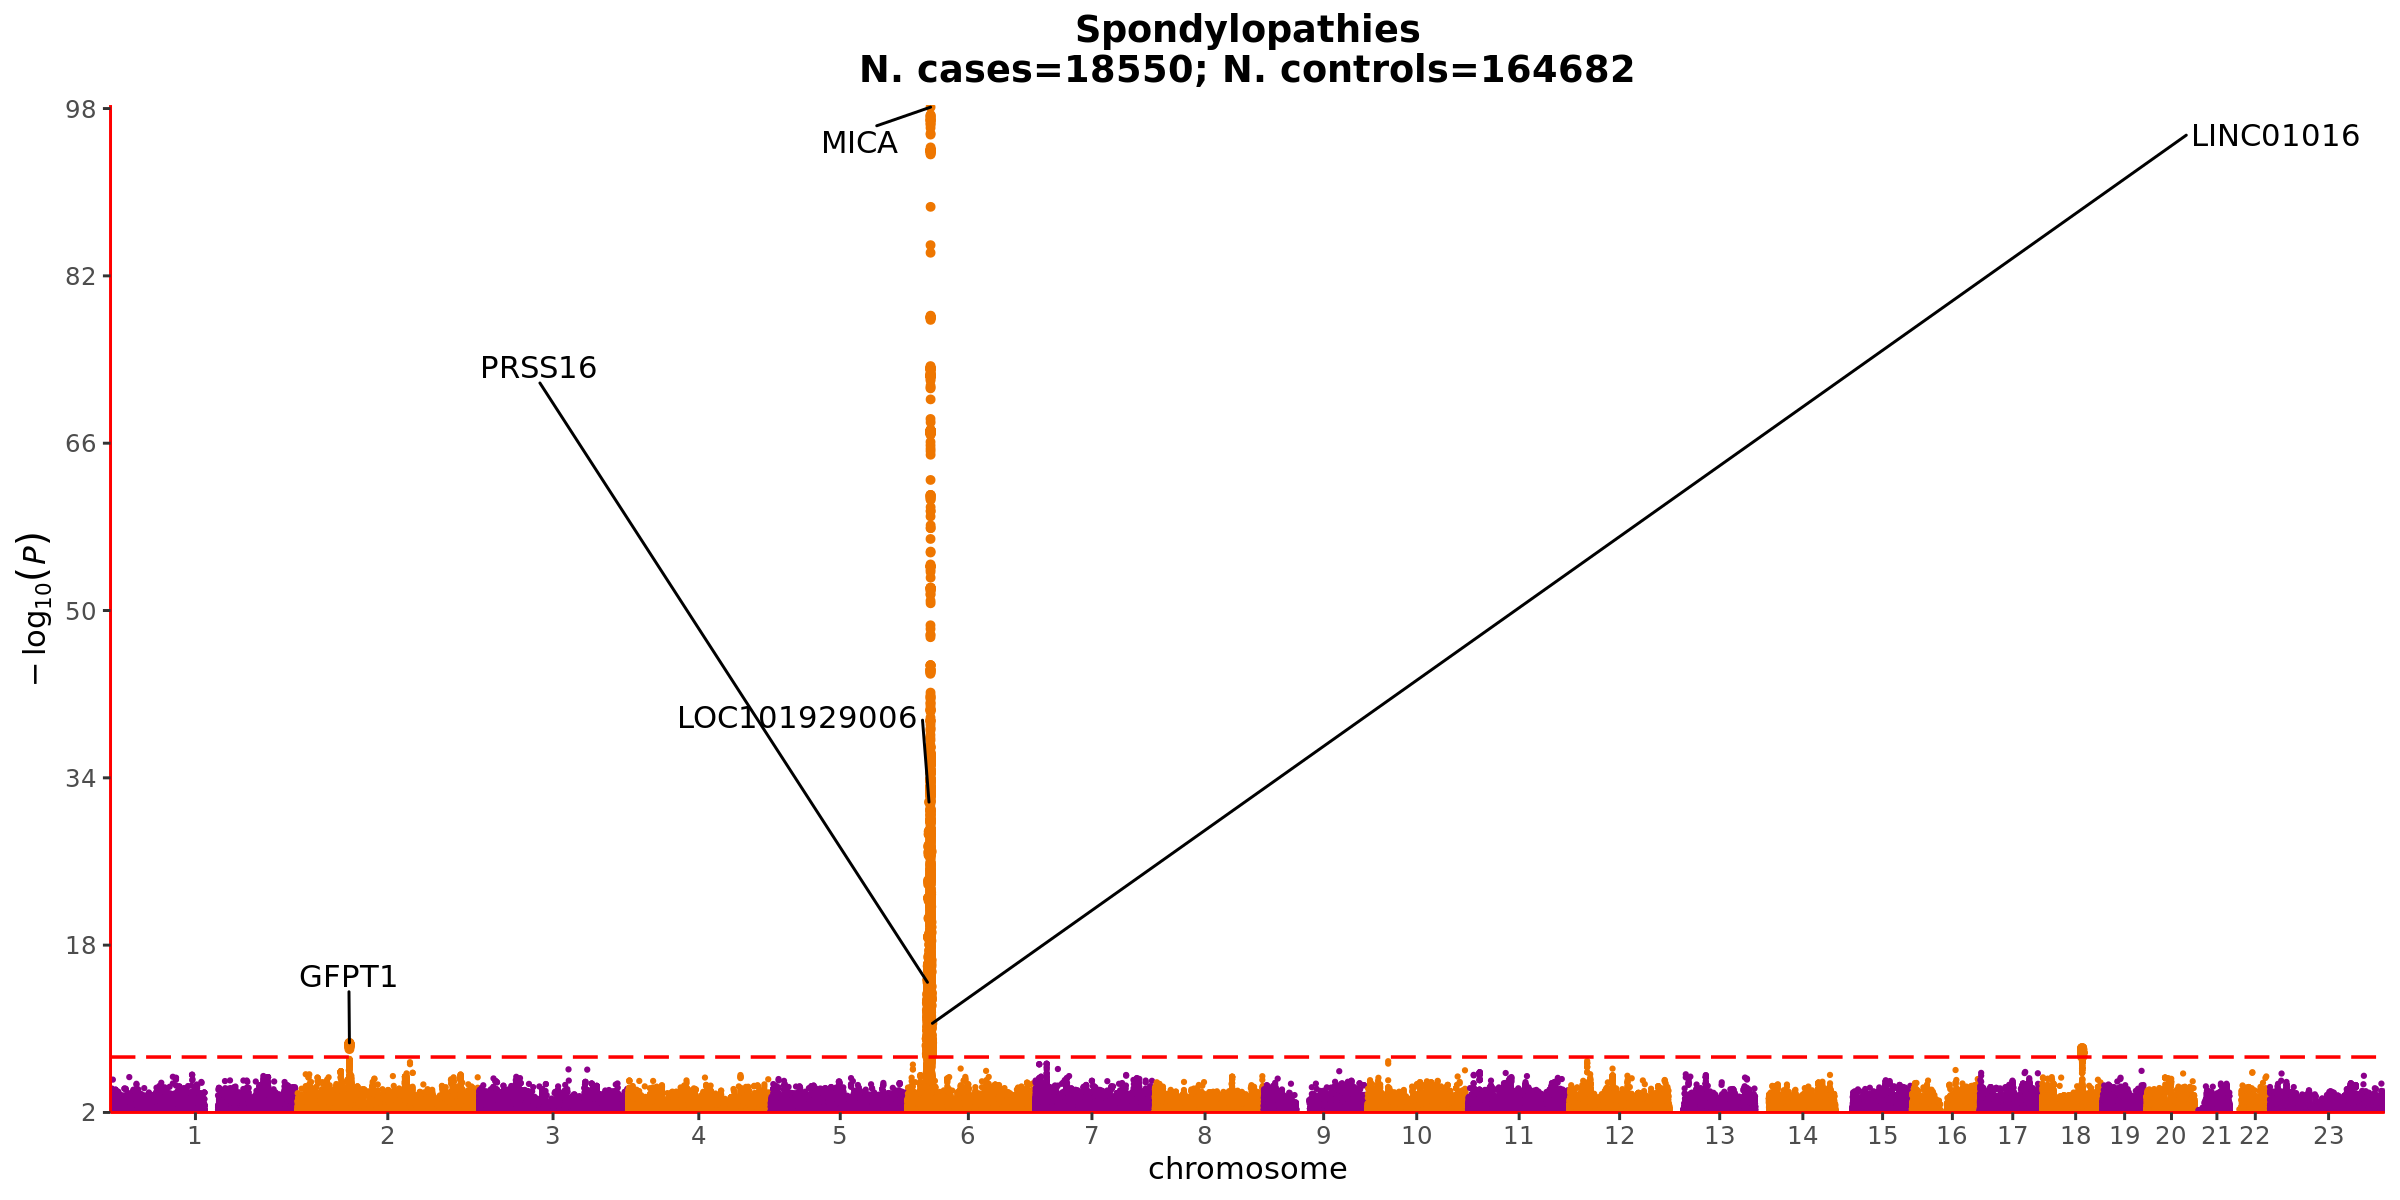 Spondylopathies
N. cases=18550; N. controls=164682
98
82
66
50
34
18
2
−log10(P)
MICA
LINC01016
PRSS16
LOC101929006
GFPT1
1 2 3 4 5 6 7 8 9 10 11 12 13 14 15 16 17 18 19 20 21 22 23
chromosome